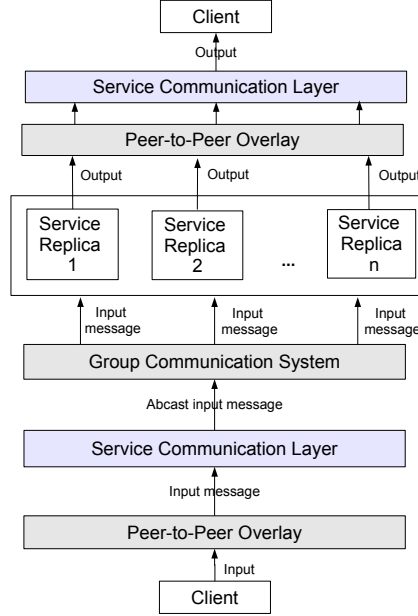 Client
Output
Service Communication Layer
Peer-to-Peer Overlay
Output Output Output
Service Service Service
Replica Replica Replica
1 2 ... n
Input Input Input
message message message
Group Communication System
Abcast input message
Service Communication Layer
Input message
Peer-to-Peer Overlay
Input
Client